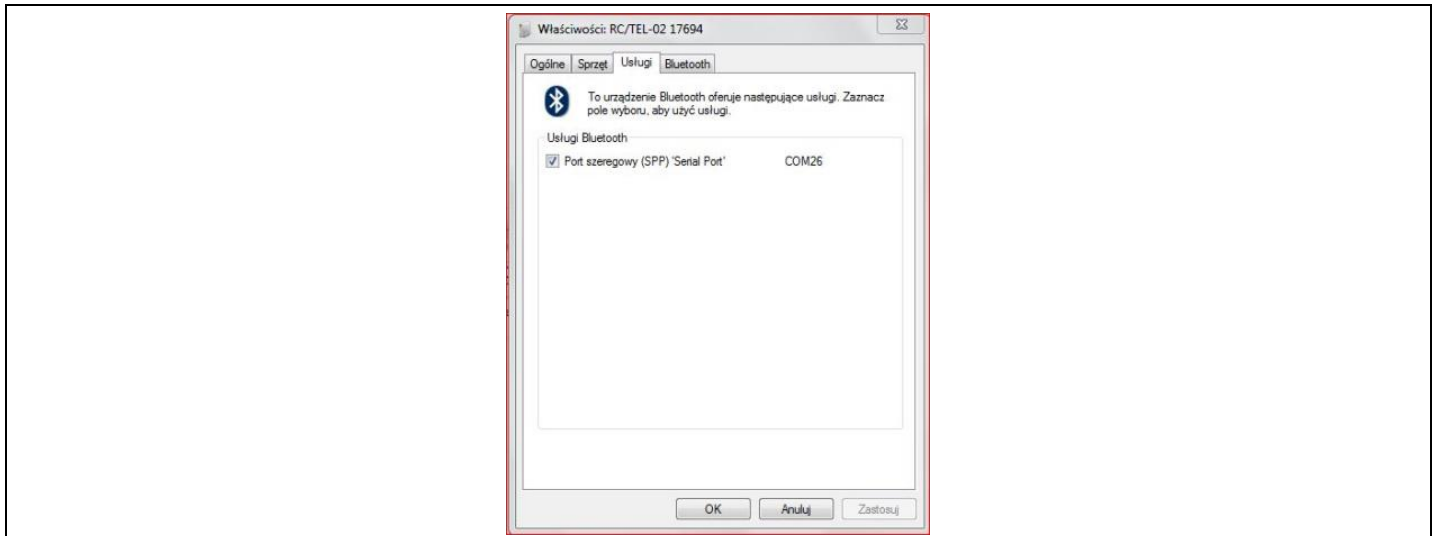 Właściwości: RC/TEL-02 17694
Ogólne Sprzęt Usługi Bluetooth
To urządzenie Bluetooth oferuje następujące usługi. Zaznacz
pole wyboru, aby użyć usługi.
Usługi Bluetooth
Port szeregowy (SPP) 'Serial Port' COM26
OK Anuluj Zastosuj